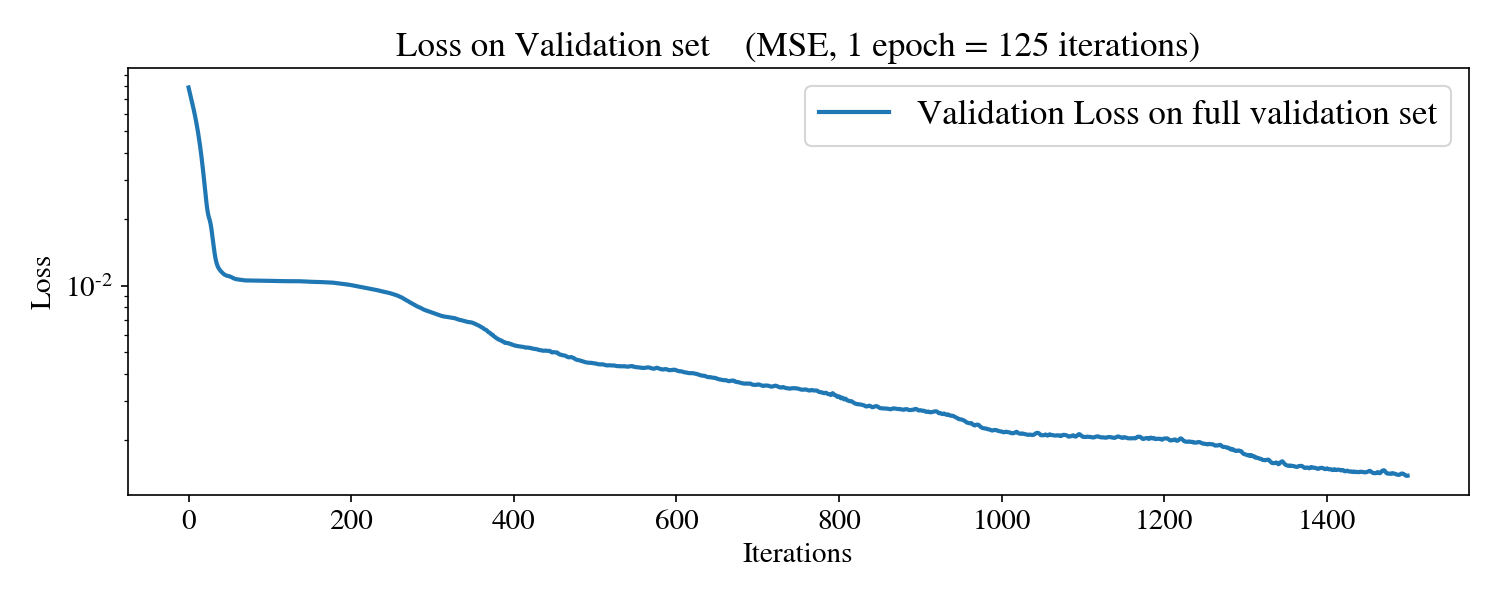 Loss on Validation set (MSE, 1 epoch = 125 iterations)
Validation Loss on full validation set
Loss
10⁻²
0 200 400 600 800 1000 1200 1400
Iterations